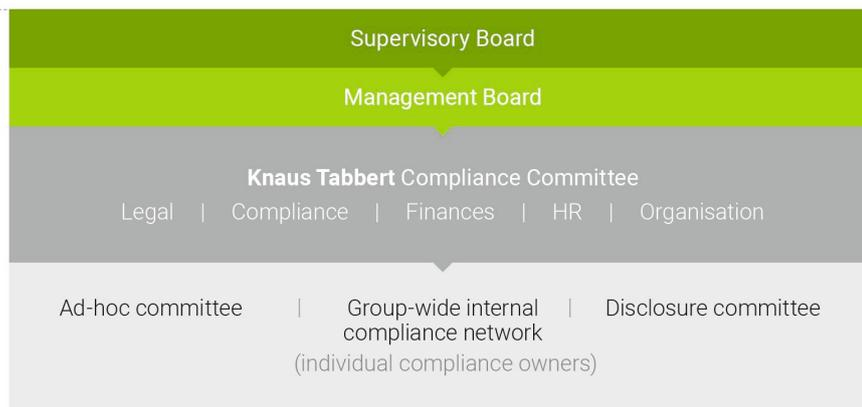 Supervisory Board
Management Board
Knaus Tabbert Compliance Committee
Legal | Compliance | Finances | HR | Organisation
Ad-hoc committee | Group-wide internal | Disclosure committee
compliance network
(individual compliance owners)